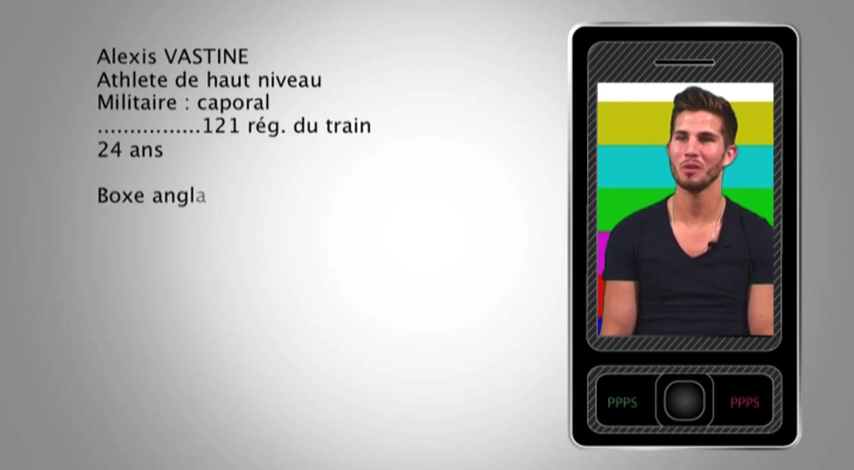 Alexis VASTINE
Athlete de haut niveau
Militaire : caporal
................121 rég. du train
24 ans
Boxe angla
PPPS PPPS